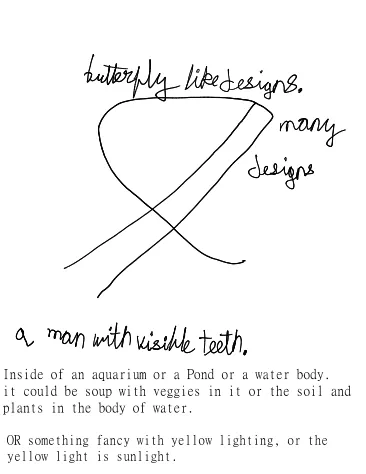 butterfly like designs.
many
designs
a man with visible teeth.
Inside of an aquarium or a Pond or a water body.
it could be soup with veggies in it or the soil and
plants in the body of water.
OR something fancy with yellow lighting, or the
yellow light is sunlight.